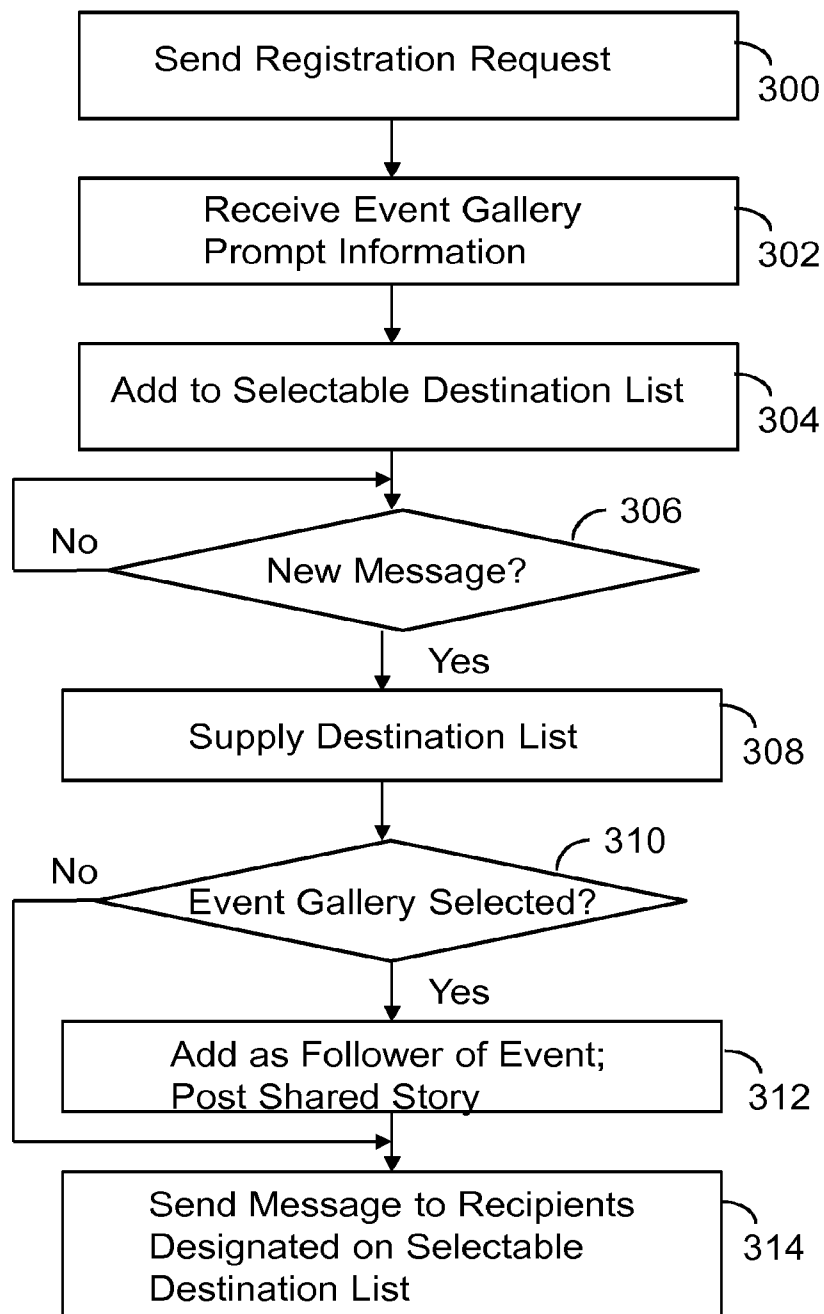 Send Registration Request
300
Receive Event Gallery
Prompt Information
302
Add to Selectable Destination List
304
306
No
New Message?
Yes
Supply Destination List
308
310
No
Event Gallery Selected?
Yes
Add as Follower of Event;
Post Shared Story
312
Send Message to Recipients
Designated on Selectable
Destination List
314